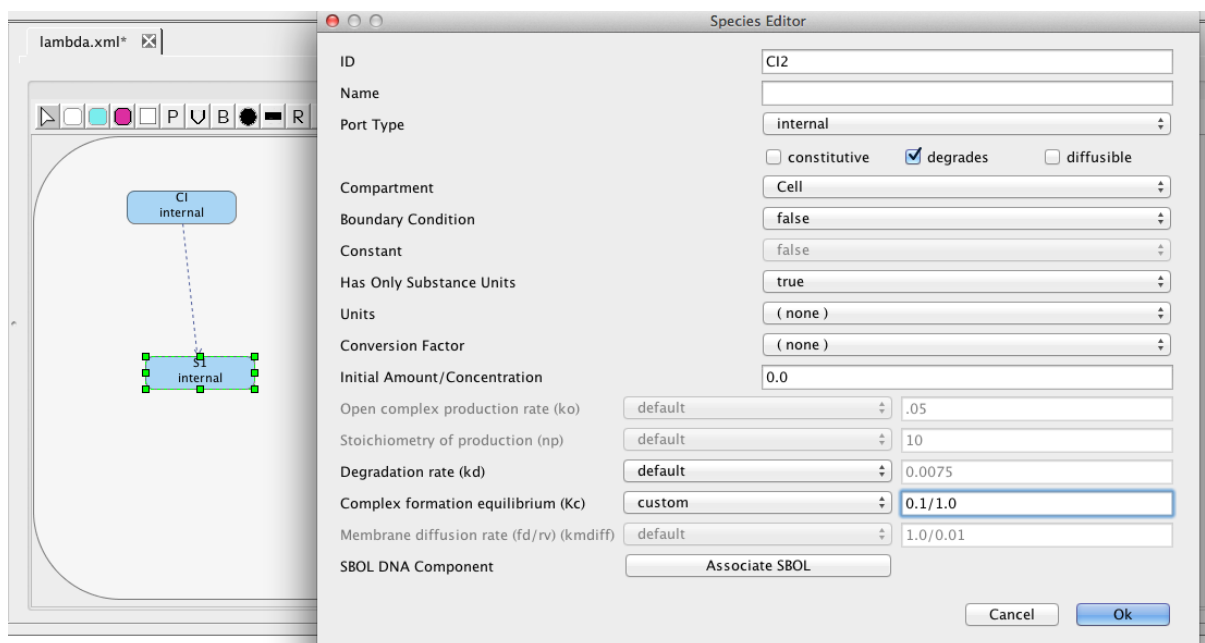 lambda.xml*
P
B
R
CI
internal
S1
internal
Species Editor
ID CI2
Name
Port Type internal
constitutive degrades diffusible
Compartment Cell
Boundary Condition false
Constant false
Has Only Substance Units true
Units ( none )
Conversion Factor ( none )
Initial Amount/Concentration 0.0
Open complex production rate (ko) default .05
Stoichiometry of production (np) default 10
Degradation rate (kd) default 0.0075
Complex formation equilibrium (Kc) custom 0.1/1.0
Membrane diffusion rate (fd/rv) (kmdiff) default 1.0/0.01
SBOL DNA Component Associate SBOL
Cancel Ok